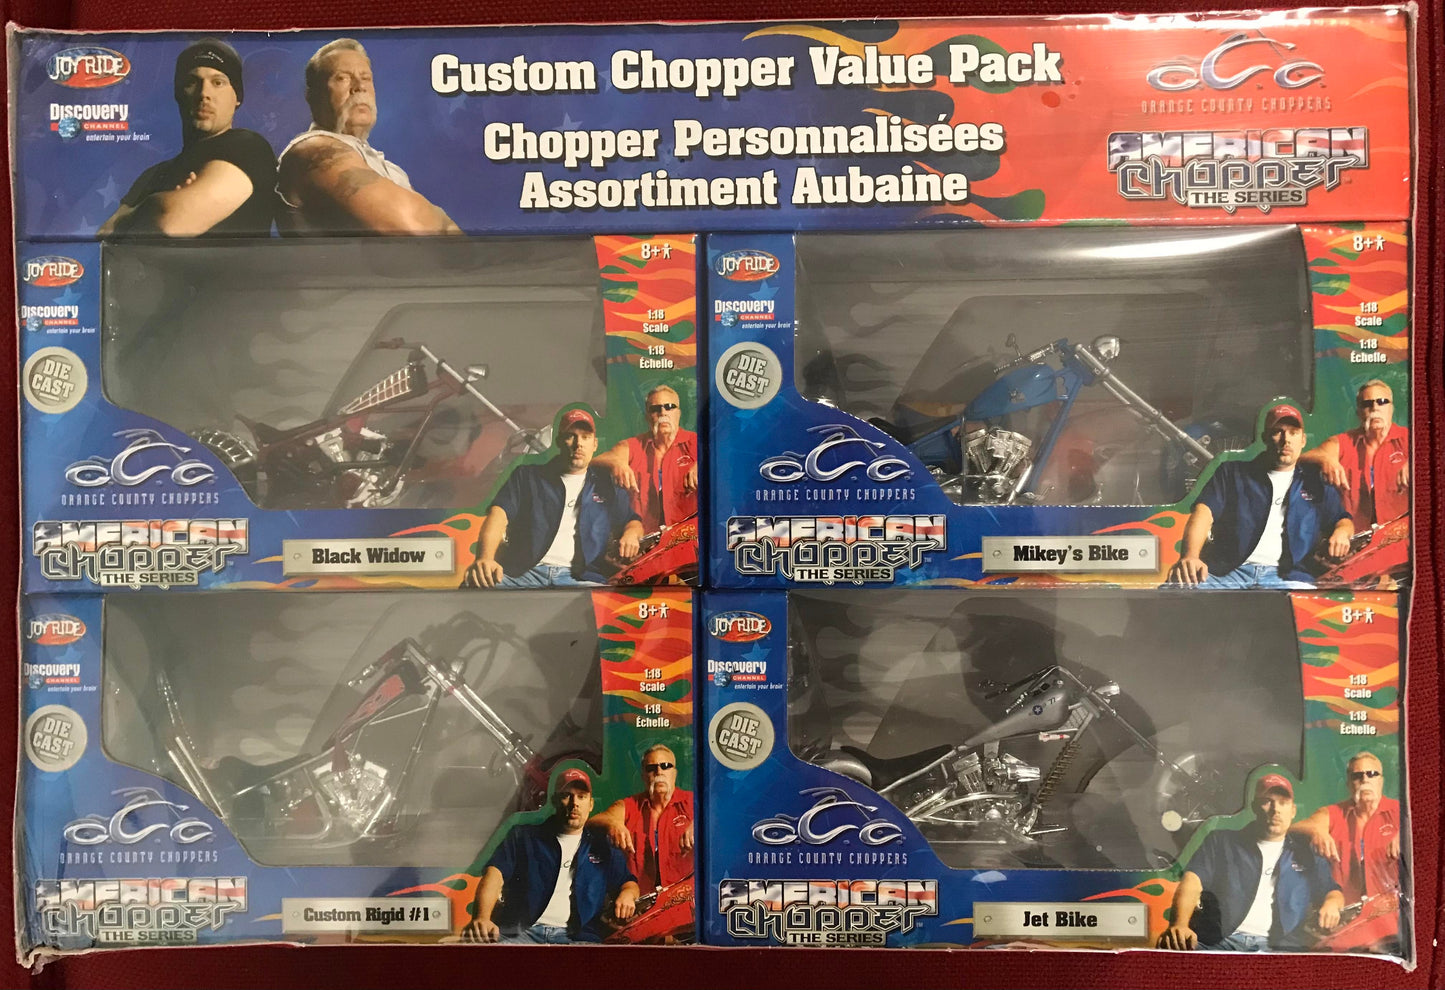 JOY RIDE
Discovery
CHANNEL
entertain your brain
Custom Chopper Value Pack
Chopper Personnalisées
Assortiment Aubaine
OCC
ORANGE COUNTY CHOPPERS
AMERICAN
Chopper
THE SERIES
JOY RIDE
Discovery
CHANNEL
entertain your brain
DIE
CAST
8+
1:18
Scale
1:18
Échelle
OCC
ORANGE COUNTY CHOPPERS
AMERICAN
Chopper
THE SERIES
Black Widow
JOY RIDE
Discovery
CHANNEL
entertain your brain
DIE
CAST
8+
1:18
Scale
1:18
Échelle
OCC
ORANGE COUNTY CHOPPERS
AMERICAN
Chopper
THE SERIES
Mikey's Bike
JOY RIDE
Discovery
CHANNEL
entertain your brain
DIE
CAST
8+
1:18
Scale
1:18
Échelle
OCC
ORANGE COUNTY CHOPPERS
AMERICAN
Chopper
THE SERIES
Custom Rigid #1
JOY RIDE
Discovery
CHANNEL
entertain your brain
DIE
CAST
8+
1:18
Scale
1:18
Échelle
OCC
ORANGE COUNTY CHOPPERS
AMERICAN
Chopper
THE SERIES
Jet Bike